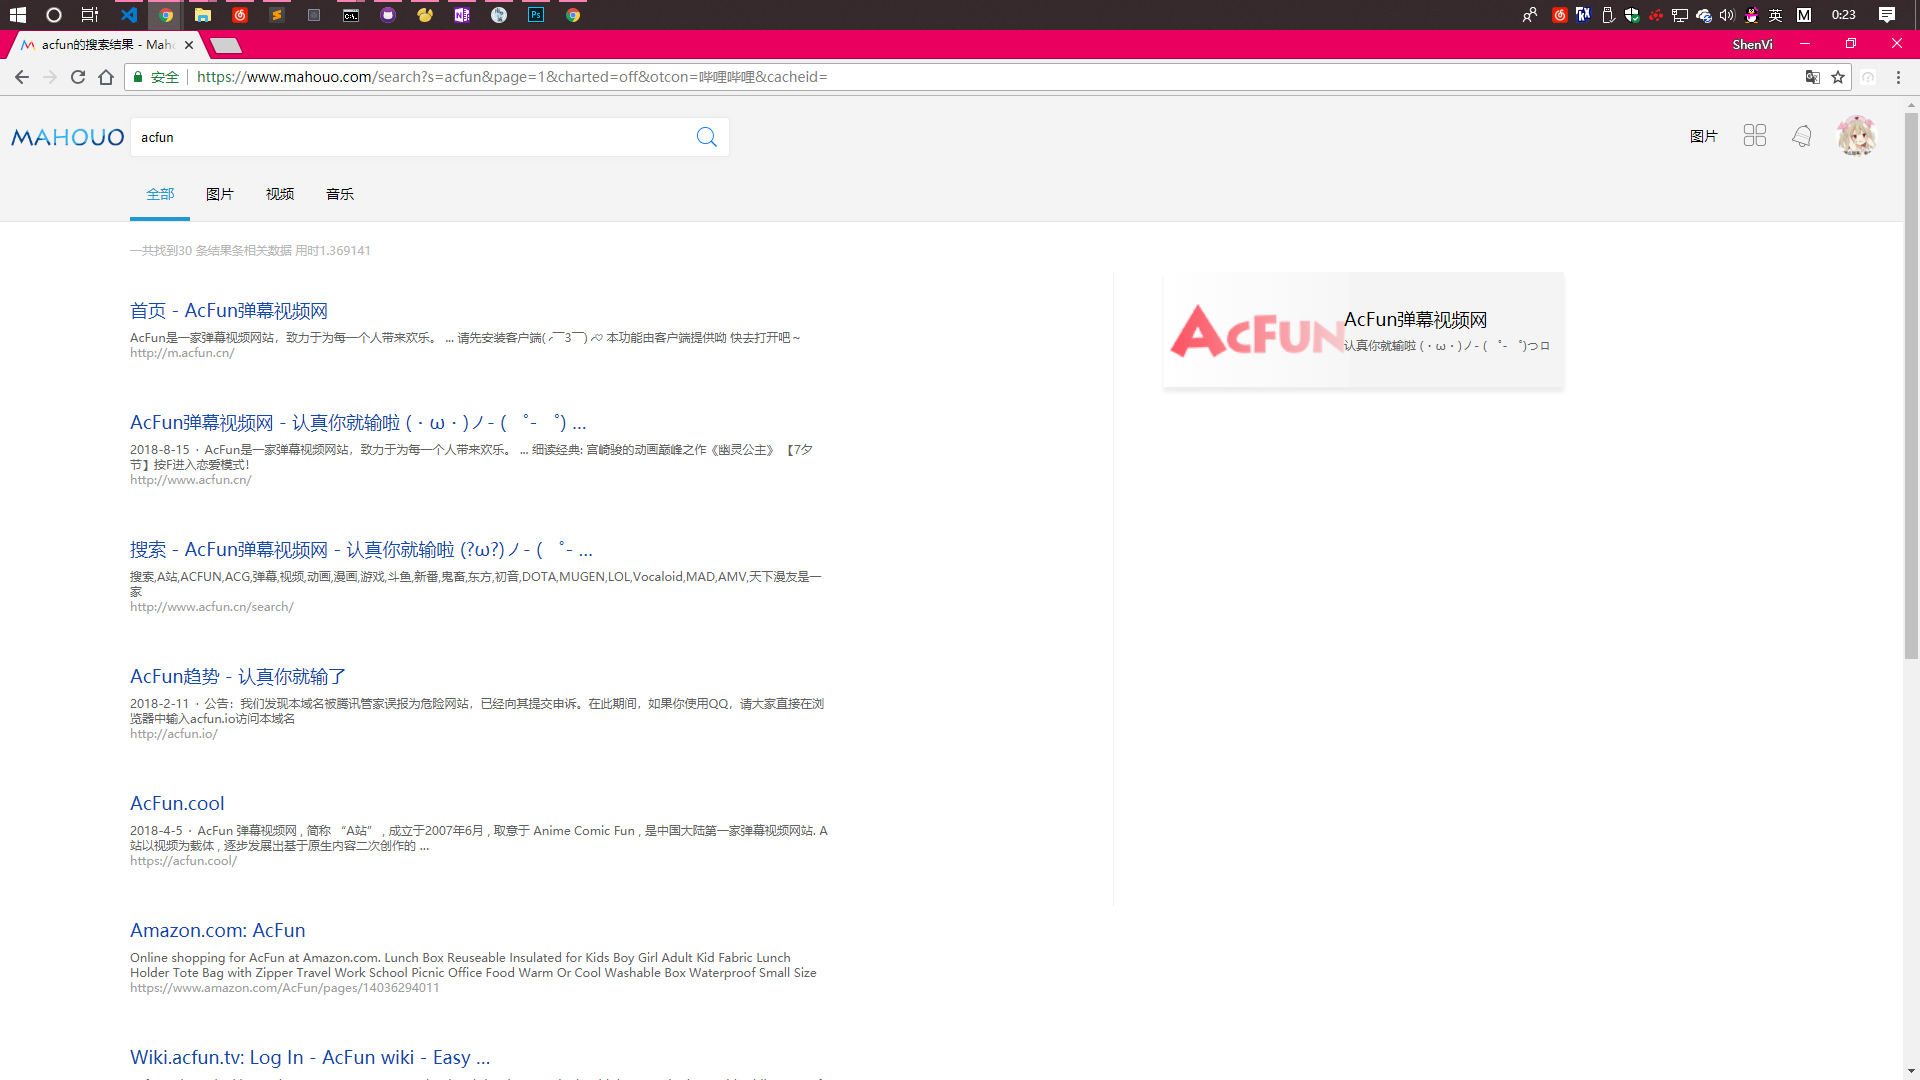 英
M
0:23
acfun的搜索结果 - Maho
ShenVi
安全
https://www.mahouo.com/search?s=acfun&page=1&charted=off&otcon=哔哩哔哩&cacheid=
MAHOUO
acfun
图片
全部 图片 视频 音乐
一共找到30 条结果条相关数据 用时1.369141
首页 - AcFun弹幕视频网
AcFun是一家弹幕视频网站，致力于为每一个人带来欢乐。 ... 请先安装客户端 本功能由客户端提供呦 快去打开吧～
http://m.acfun.cn/
AcFun弹幕视频网 - 认真你就输啦 (・ω・)ノ- (　゜- ゜) ...
2018-8-15 · AcFun是一家弹幕视频网站，致力于为每一个人带来欢乐。 ... 细读经典: 宫崎骏的动画巅峰之作《幽灵公主》 【7夕
节】按F进入恋爱模式！
http://www.acfun.cn/
搜索 - AcFun弹幕视频网 - 认真你就输啦 (?ω?)ノ- (　゜- ...
搜索,A站,ACFUN,ACG,弹幕,视频,动画,漫画,游戏,斗鱼,新番,鬼畜,东方,初音,DOTA,MUGEN,LOL,Vocaloid,MAD,AMV,天下漫友是一
家
http://www.acfun.cn/search/
AcFun趋势 - 认真你就输了
2018-2-11 · 公告：我们发现本域名被腾讯管家误报为危险网站，已经向其提交申诉。在此期间，如果你使用QQ，请大家直接在浏
览器中输入acfun.io访问本域名
http://acfun.io/
AcFun.cool
2018-4-5 · AcFun 弹幕视频网 , 简称 “A站” , 成立于2007年6月 , 取意于 Anime Comic Fun , 是中国大陆第一家弹幕视频网站. A
站以视频为载体 , 逐步发展出基于原生内容二次创作的 ...
https://acfun.cool/
Amazon.com: AcFun
Online shopping for AcFun at Amazon.com. Lunch Box Reuseable Insulated for Kids Boy Girl Adult Kid Fabric Lunch
Holder Tote Bag with Zipper Travel Work School Picnic Office Food Warm Or Cool Washable Box Waterproof Small Size
https://www.amazon.com/AcFun/pages/14036294011
Wiki.acfun.tv: Log In - AcFun wiki - Easy ...
ACFUN
AcFun弹幕视频网
认真你就输啦 (・ω・)ノ- (　゜- ゜)つロ